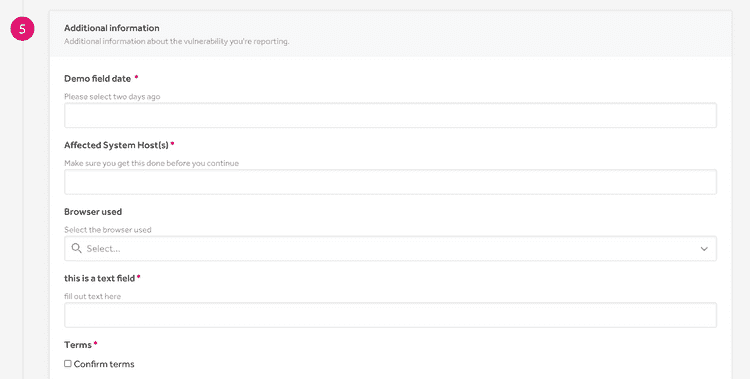 5
Additional information
Additional information about the vulnerability you're reporting.
Demo field date *
Please select two days ago
Affected System Host(s) *
Make sure you get this done before you continue
Browser used
Select the browser used
Select...
this is a text field *
fill out text here
Terms *
Confirm terms